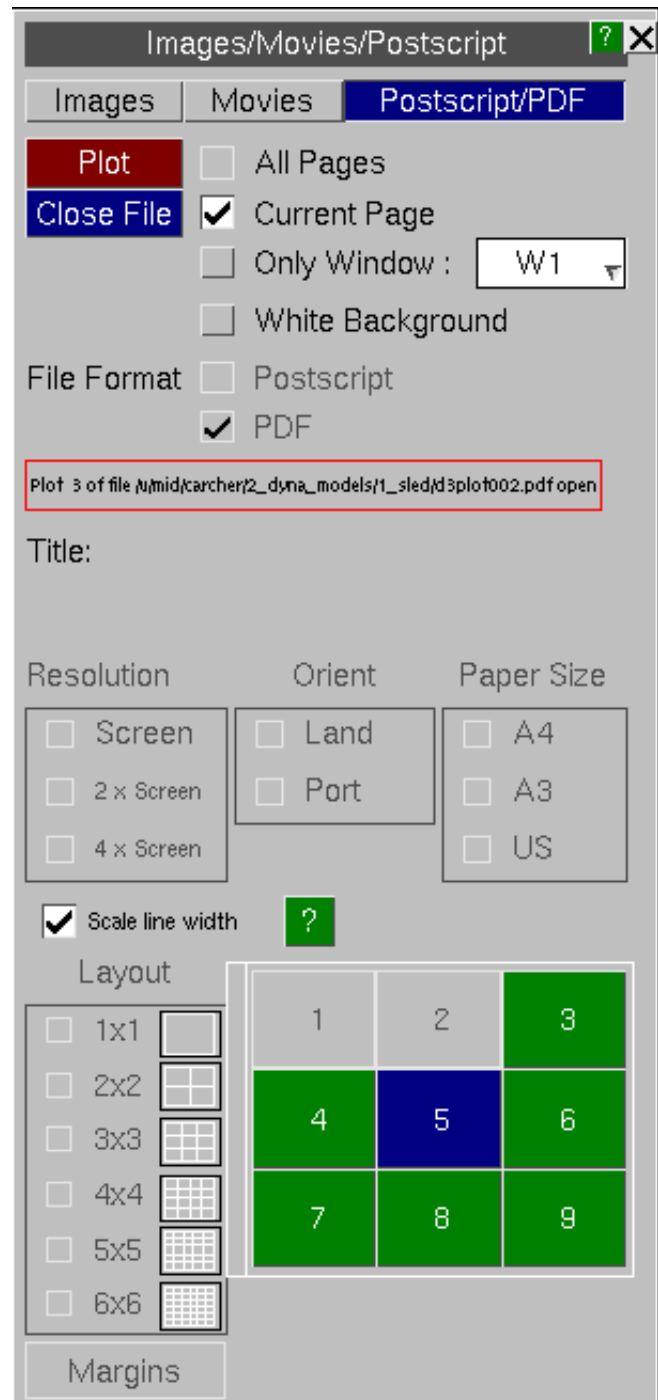 Images/Movies/Postscript ? X
Images Movies Postscript/PDF
Plot All Pages
Close File Current Page
Only Window : W1
White Background
File Format Postscript
PDF
Plot 3 of file /u/mid/carcher/2_dyna_models/1_sled/d3plot002.pdf open
Title:
Resolution Orient Paper Size
Screen Land A4
2 x Screen Port A3
4 x Screen US
Scale line width ?
Layout
1x1 1 2 3
2x2
3x3 4 5 6
4x4
5x5 7 8 9
6x6
Margins